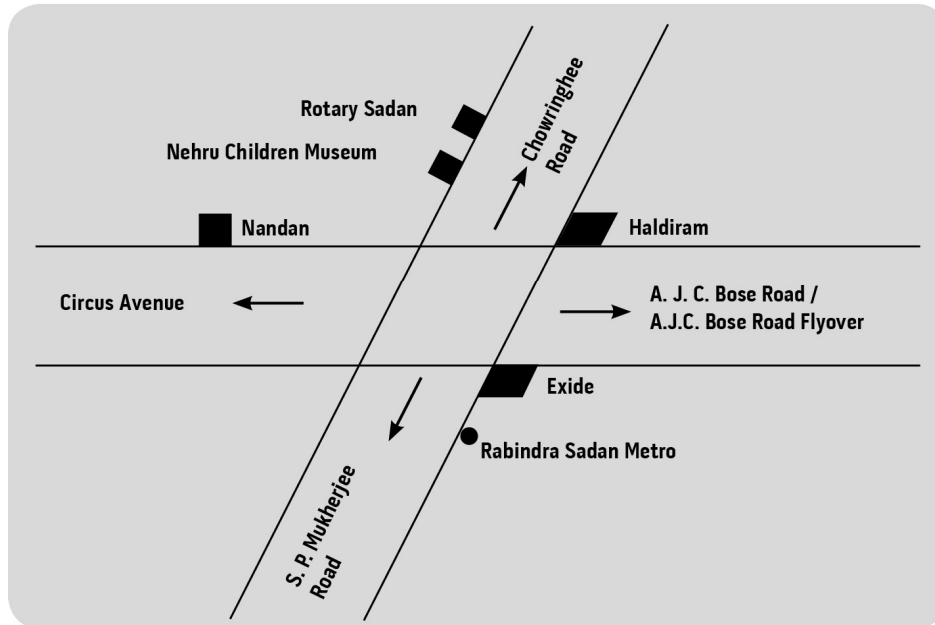 Rotary Sadan
Chowringhee
Road
Nehru Children Museum
Nandan
Haldiram
Circus Avenue
A. J. C. Bose Road /
A.J.C. Bose Road Flyover
Exide
Rabindra Sadan Metro
S. P. Mukherjee
Road